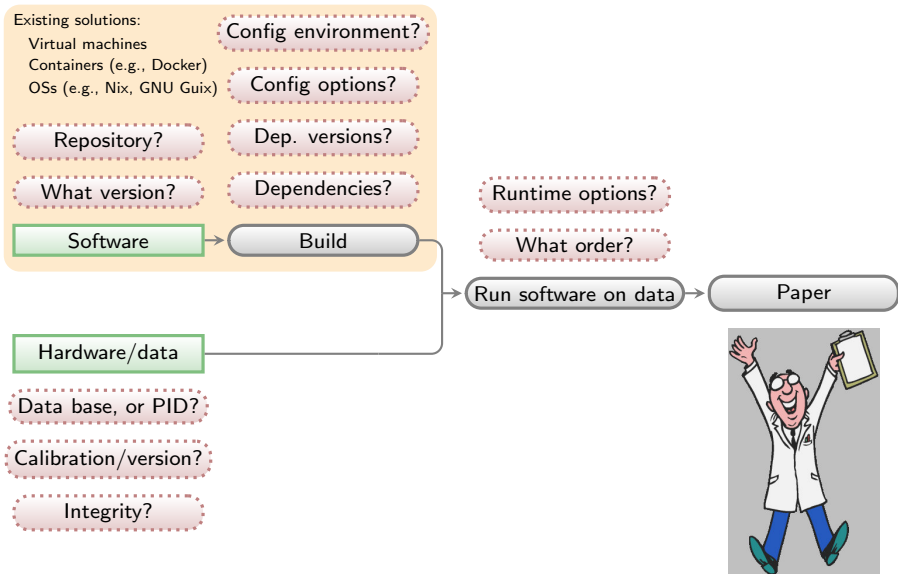 Existing solutions:
Virtual machines
Containers (e.g., Docker)
OSs (e.g., Nix, GNU Guix)
Config environment?
Config options?
Repository?
Dep. versions?
What version?
Dependencies?
Software
Build
Runtime options?
What order?
Run software on data
Paper
Hardware/data
Data base, or PID?
Calibration/version?
Integrity?